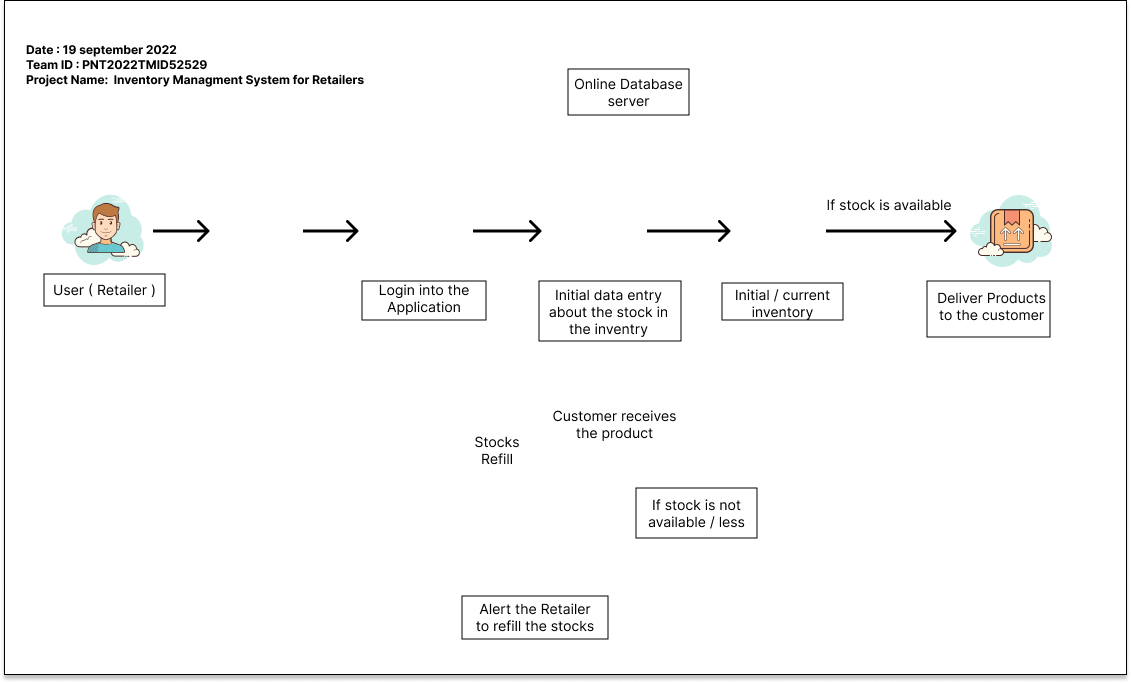 Date : 19 september 2022
Team ID : PNT2022TMID52529
Project Name:  Inventory Managment System for Retailers
Online Database
server
If stock is available
User ( Retailer )
Login into the
Application
Initial data entry
about the stock in
the inventry
Initial / current
inventory
Deliver Products
to the customer
Customer receives
the product
Stocks
Refill
If stock is not
available / less
Alert the Retailer
to refill the stocks